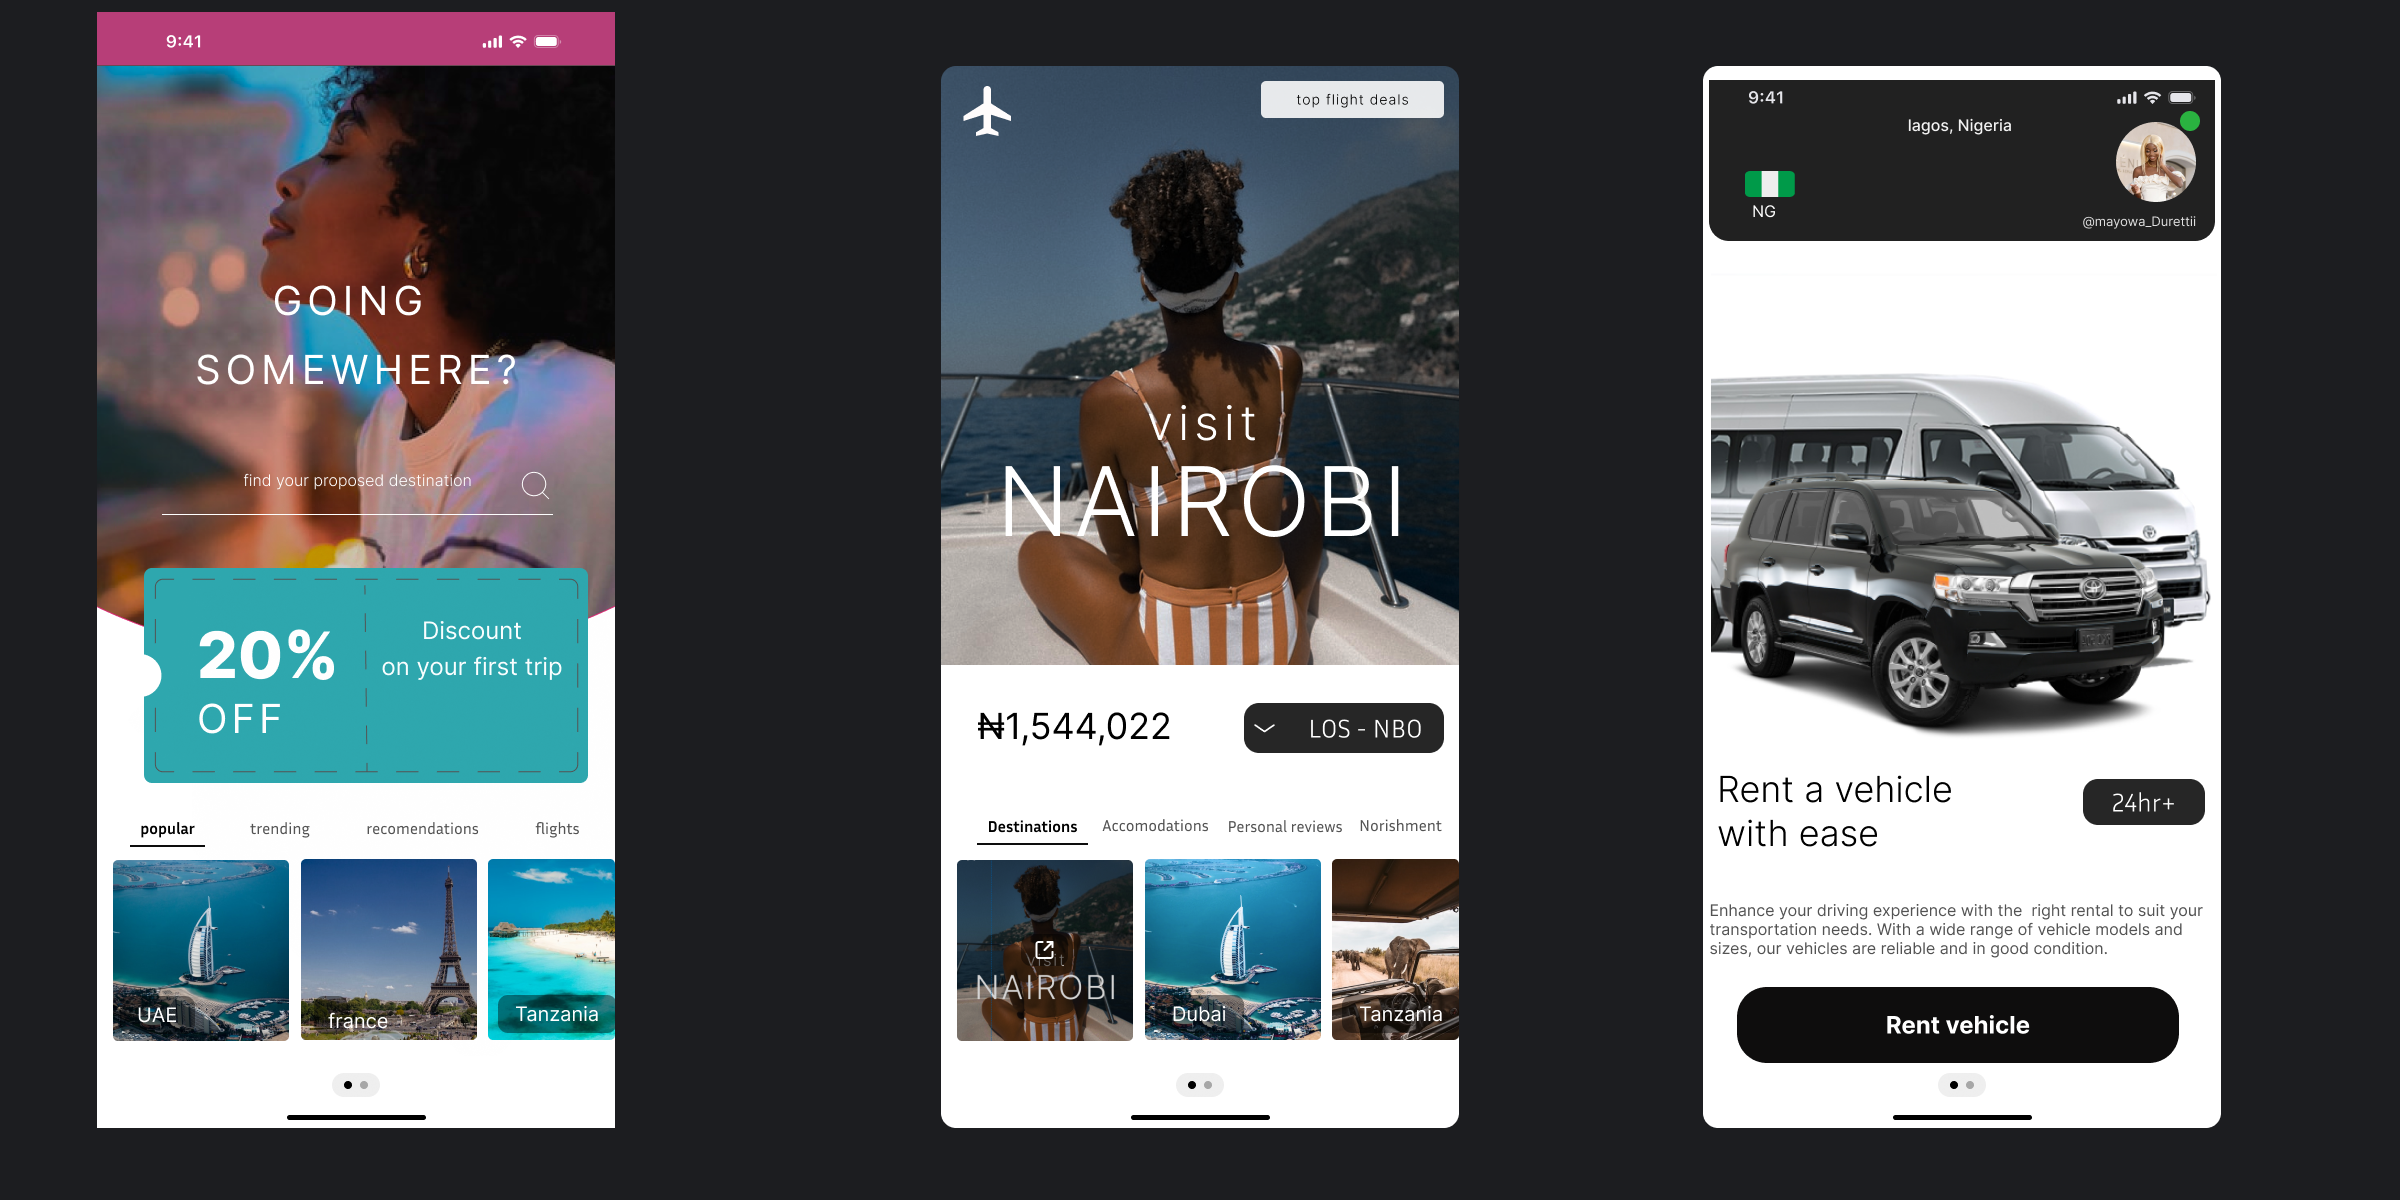 9:41
GOING
SOMEWHERE?
find your proposed destination
20%
OFF
Discount
on your first trip
popular
trending
recomendations
flights
UAE
france
Tanzania
top flight deals
visit
NAIROBI
₦1,544,022
LOS - NBO
Destinations
Accomodations
Personal reviews
Norishment
visit
NAIROBI
Dubai
Tanzania
9:41
lagos, Nigeria
NG
@mayowa_Durettii
Rent a vehicle
with ease
24hr+
Enhance your driving experience with the  right rental to suit your
transportation needs. With a wide range of vehicle models and
sizes, our vehicles are reliable and in good condition.
Rent vehicle